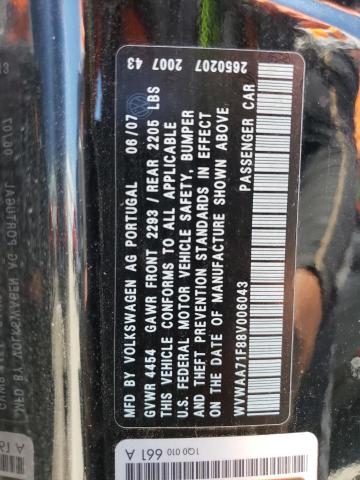 2650207 2007 43
VOLKSWAGEN AG PORTUGAL 06/07
GVWR 4454 GAWR FRONT 2293 / REAR 2205 LBS
THIS VEHICLE CONFORMS TO ALL APPLICABLE
U.S. FEDERAL MOTOR VEHICLE SAFETY, BUMPER
AND THEFT PREVENTION STANDARDS IN EFFECT
ON THE DATE OF MANUFACTURE SHOWN ABOVE.
WVWAA71F88V006043 PASSENGER CAR
1Q0 010 661 A